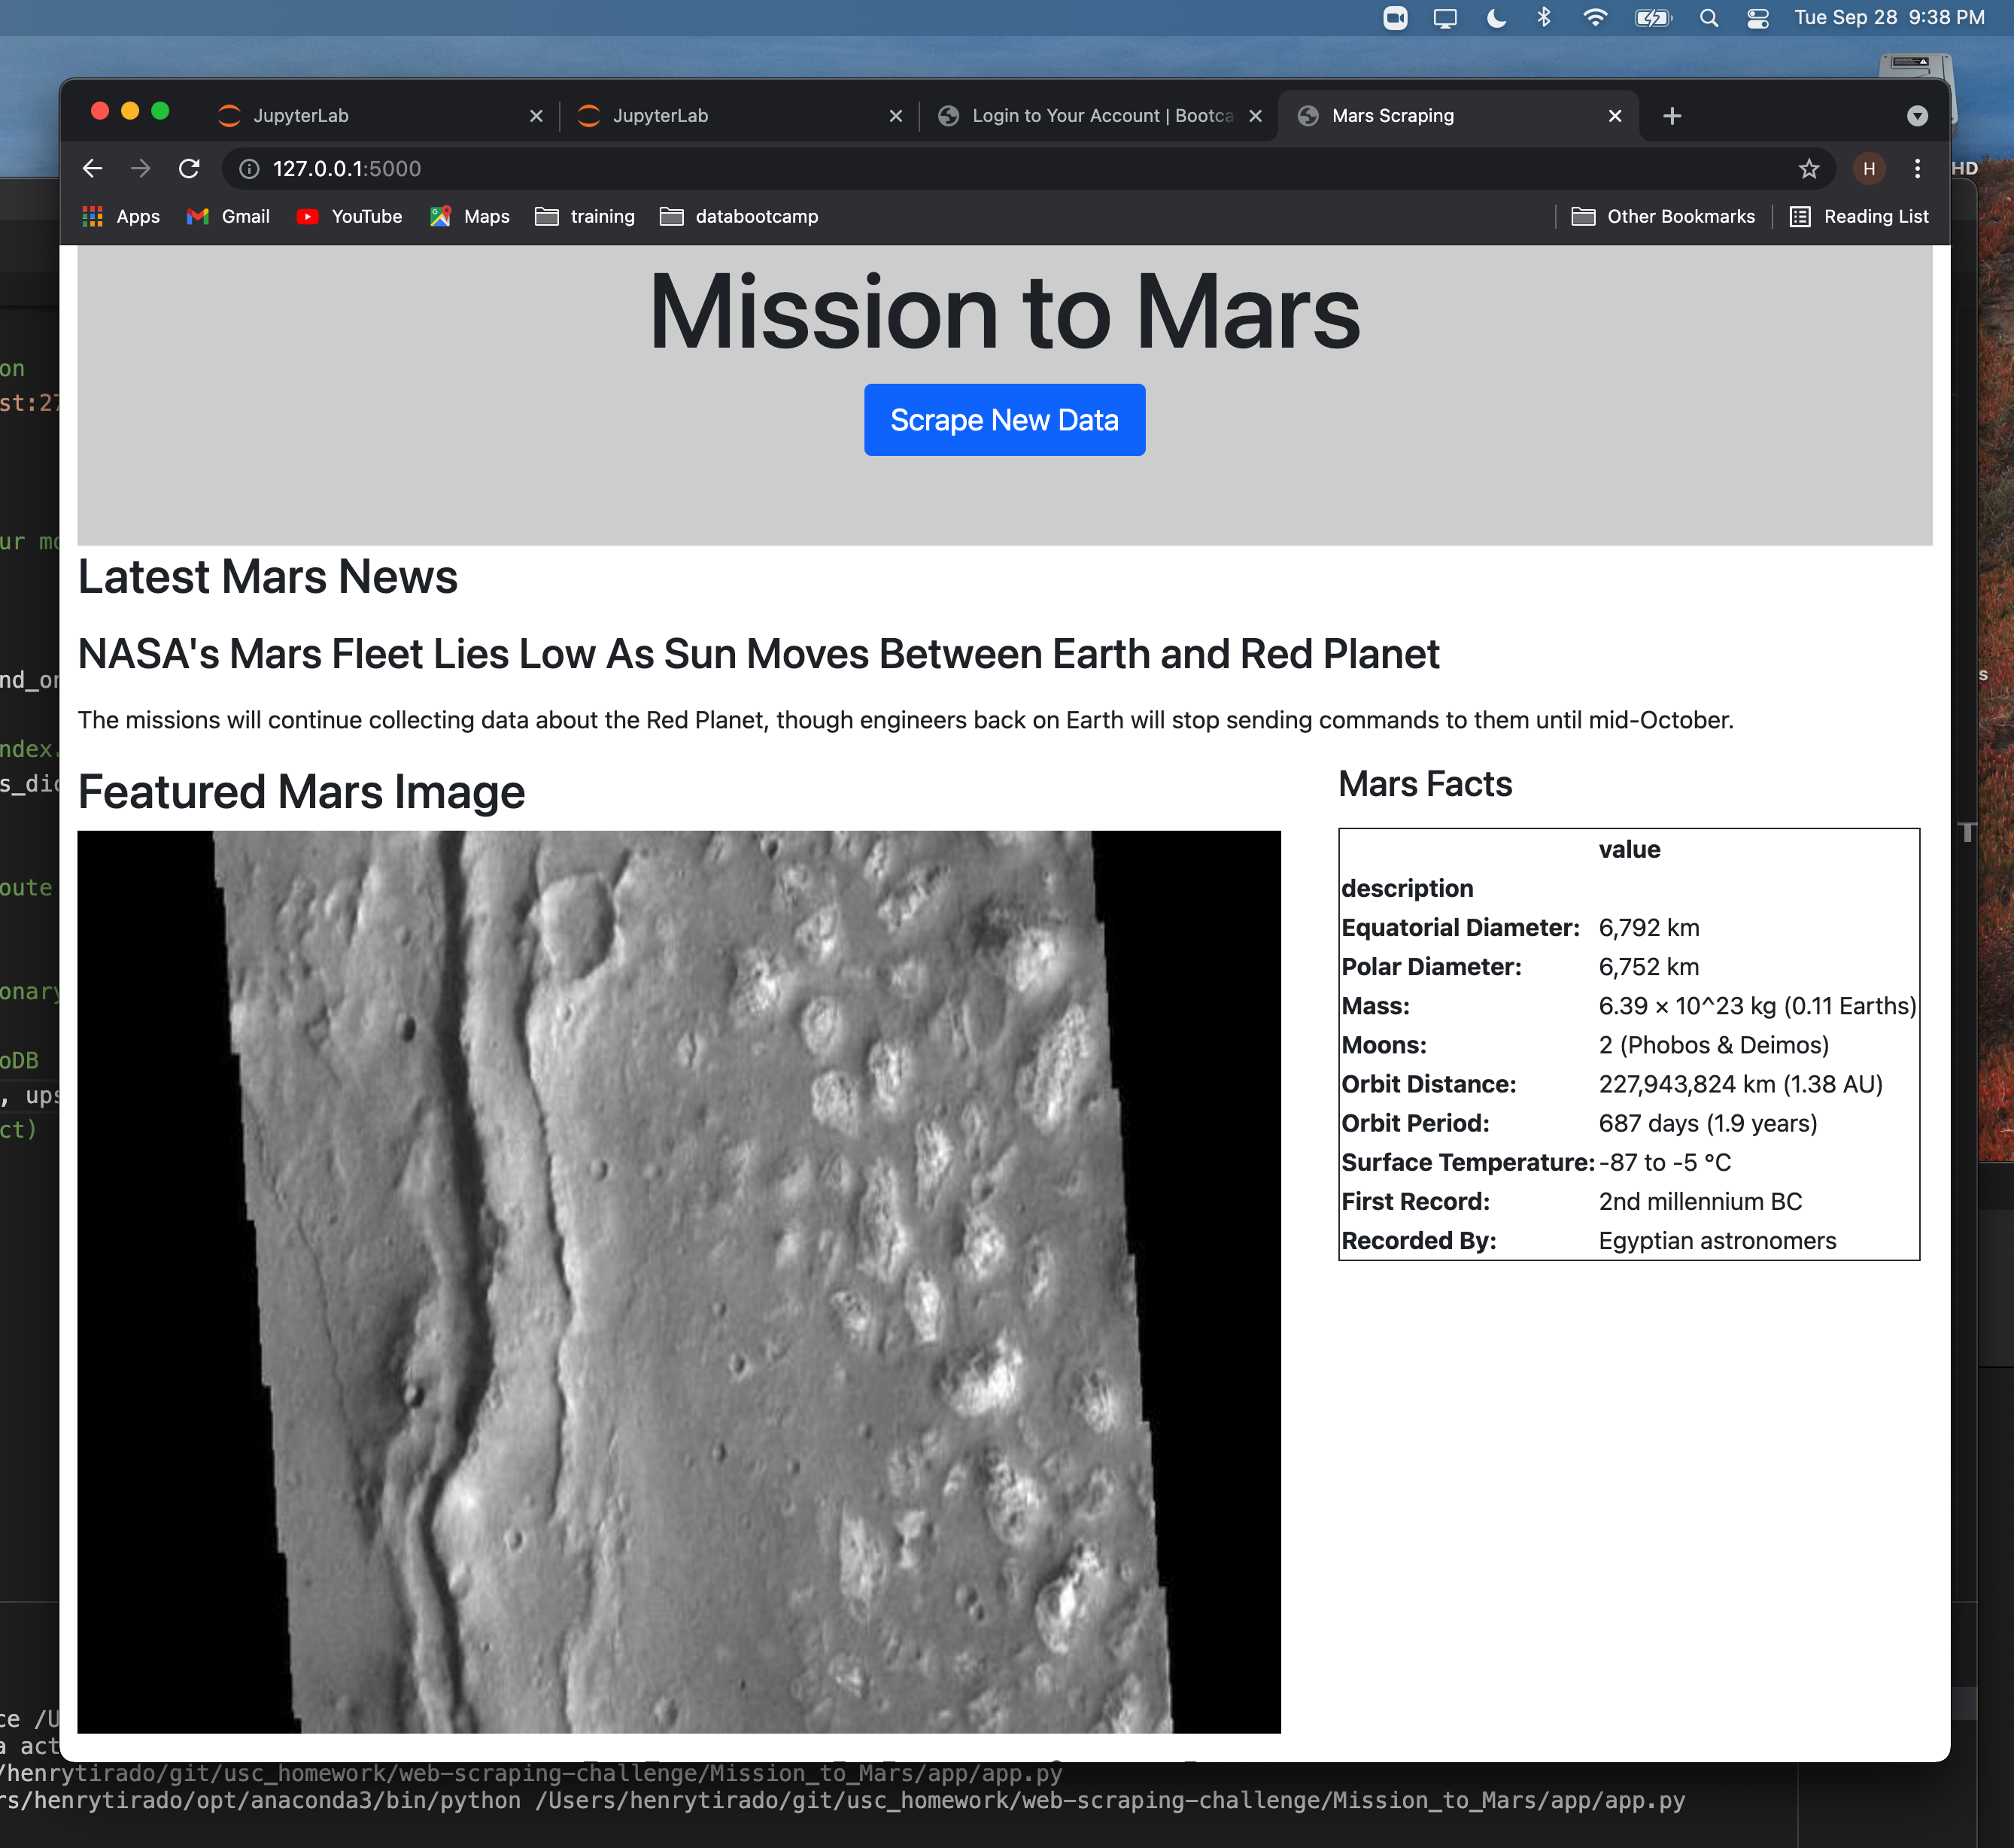 Tue Sep 28 9:38 PM
JupyterLab
JupyterLab
Login to Your Account | Bootca
Mars Scraping
127.0.0.1:5000
H
HD
Apps
Gmail
YouTube
Maps
training
databootcamp
Other Bookmarks
Reading List
Mission to Mars
Scrape New Data
Latest Mars News
NASA's Mars Fleet Lies Low As Sun Moves Between Earth and Red Planet
The missions will continue collecting data about the Red Planet, though engineers back on Earth will stop sending commands to them until mid-October.
Featured Mars Image
Mars Facts
value
description
Equatorial Diameter: 6,792 km
Polar Diameter: 6,752 km
Mass: 6.39 × 10^23 kg (0.11 Earths)
Moons: 2 (Phobos & Deimos)
Orbit Distance: 227,943,824 km (1.38 AU)
Orbit Period: 687 days (1.9 years)
Surface Temperature: -87 to -5 °C
First Record: 2nd millennium BC
Recorded By: Egyptian astronomers
on
st:27
ur mo
nd_or
ndex.
s_dic
oute
onary
oDB
, ups
ct)
ce /U
a act
/henrytirado/git/usc_homework/web-scraping-challenge/Mission_to_Mars/app/app.py
rs/henrytirado/opt/anaconda3/bin/python /Users/henrytirado/git/usc_homework/web-scraping-challenge/Mission_to_Mars/app/app.py